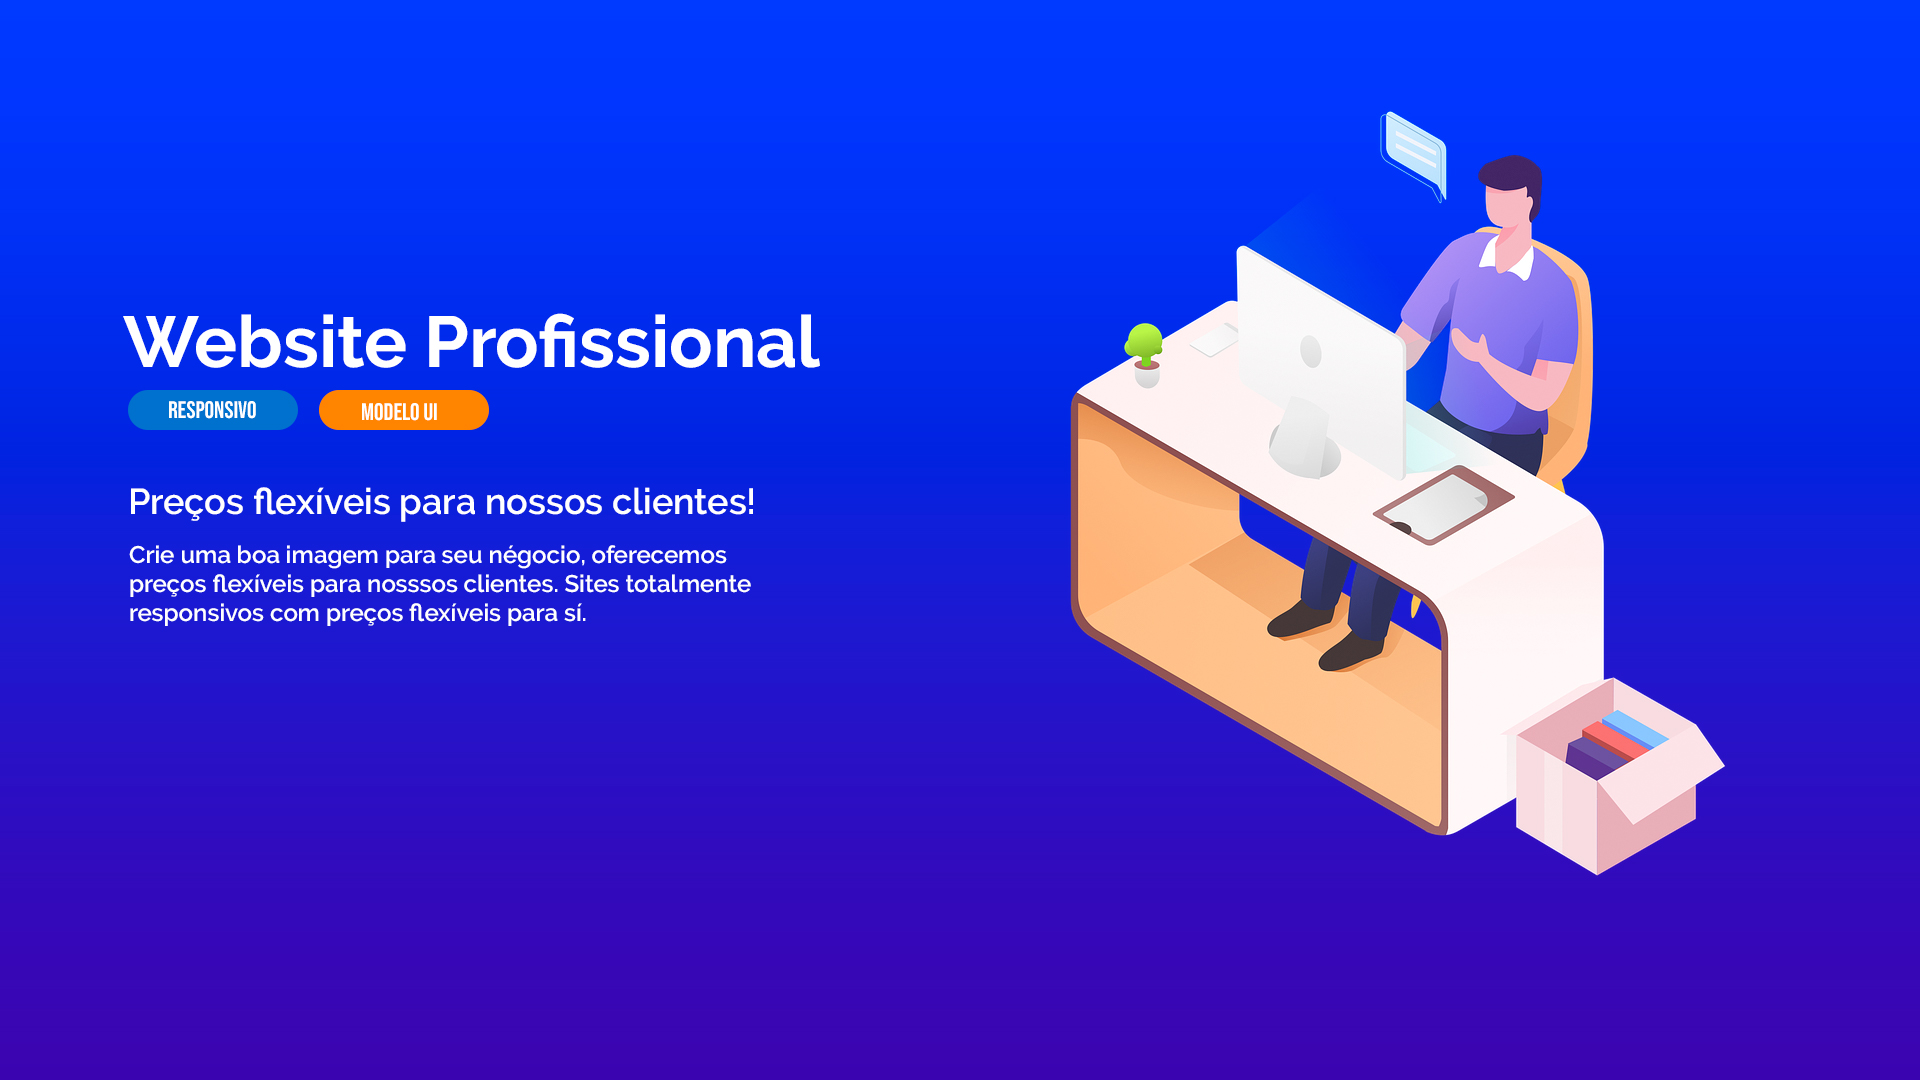 Website Profissional
RESPONSIVO
MODELO UI
Preços flexíveis para nossos clientes!
Crie uma boa imagem para seu négocio, oferecemos
preços flexíveis para nosssos clientes. Sites totalmente
responsivos com preços flexíveis para sí.